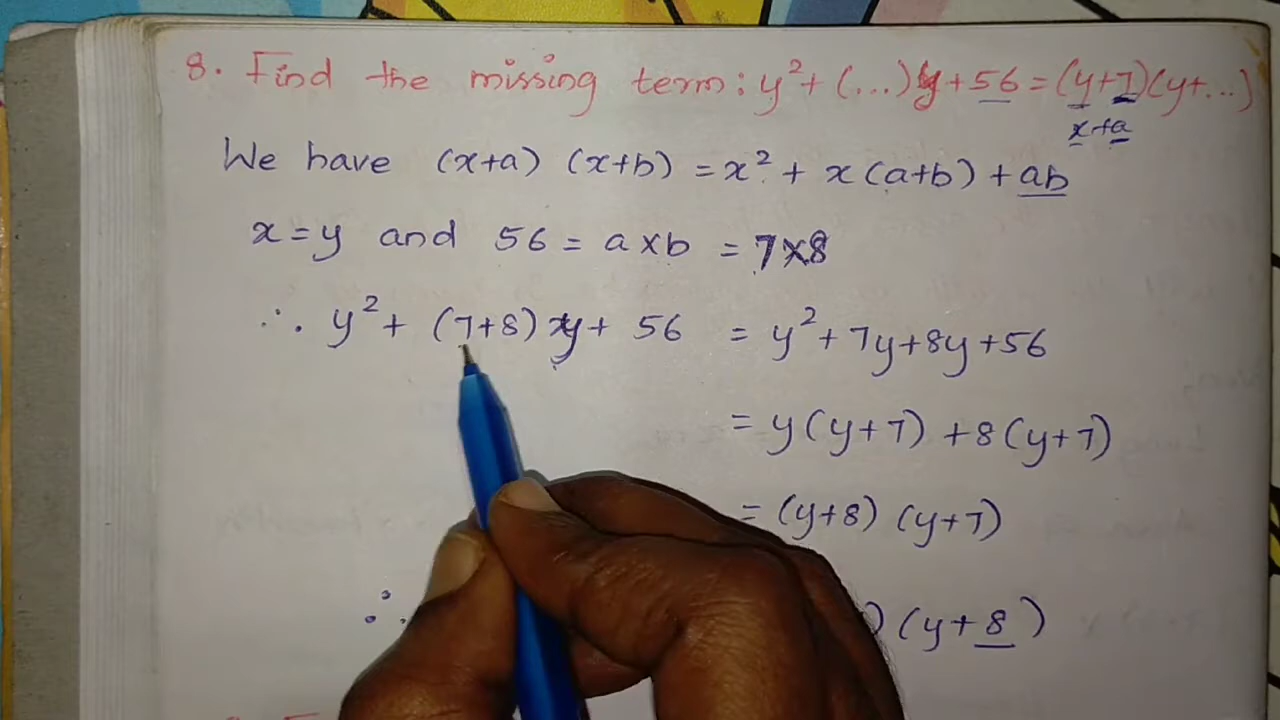 8. Find the missing term: y² + (...)y + 56 = (y+7)(y+...)
x+a
We have (x+a) (x+b) = x² + x(a+b) + ab
x = y and 56 = a×b = 7×8
∴ y² + (7+8)y + 56 = y² + 7y + 8y + 56
= y(y+7) + 8(y+7)
= (y+8) (y+7)
∴ ) (y+8)